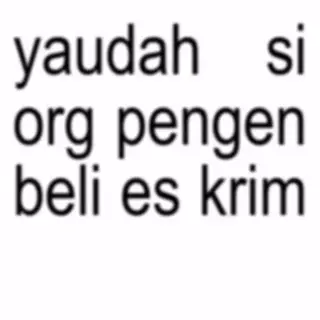 yaudah si
org pengen
beli es krim